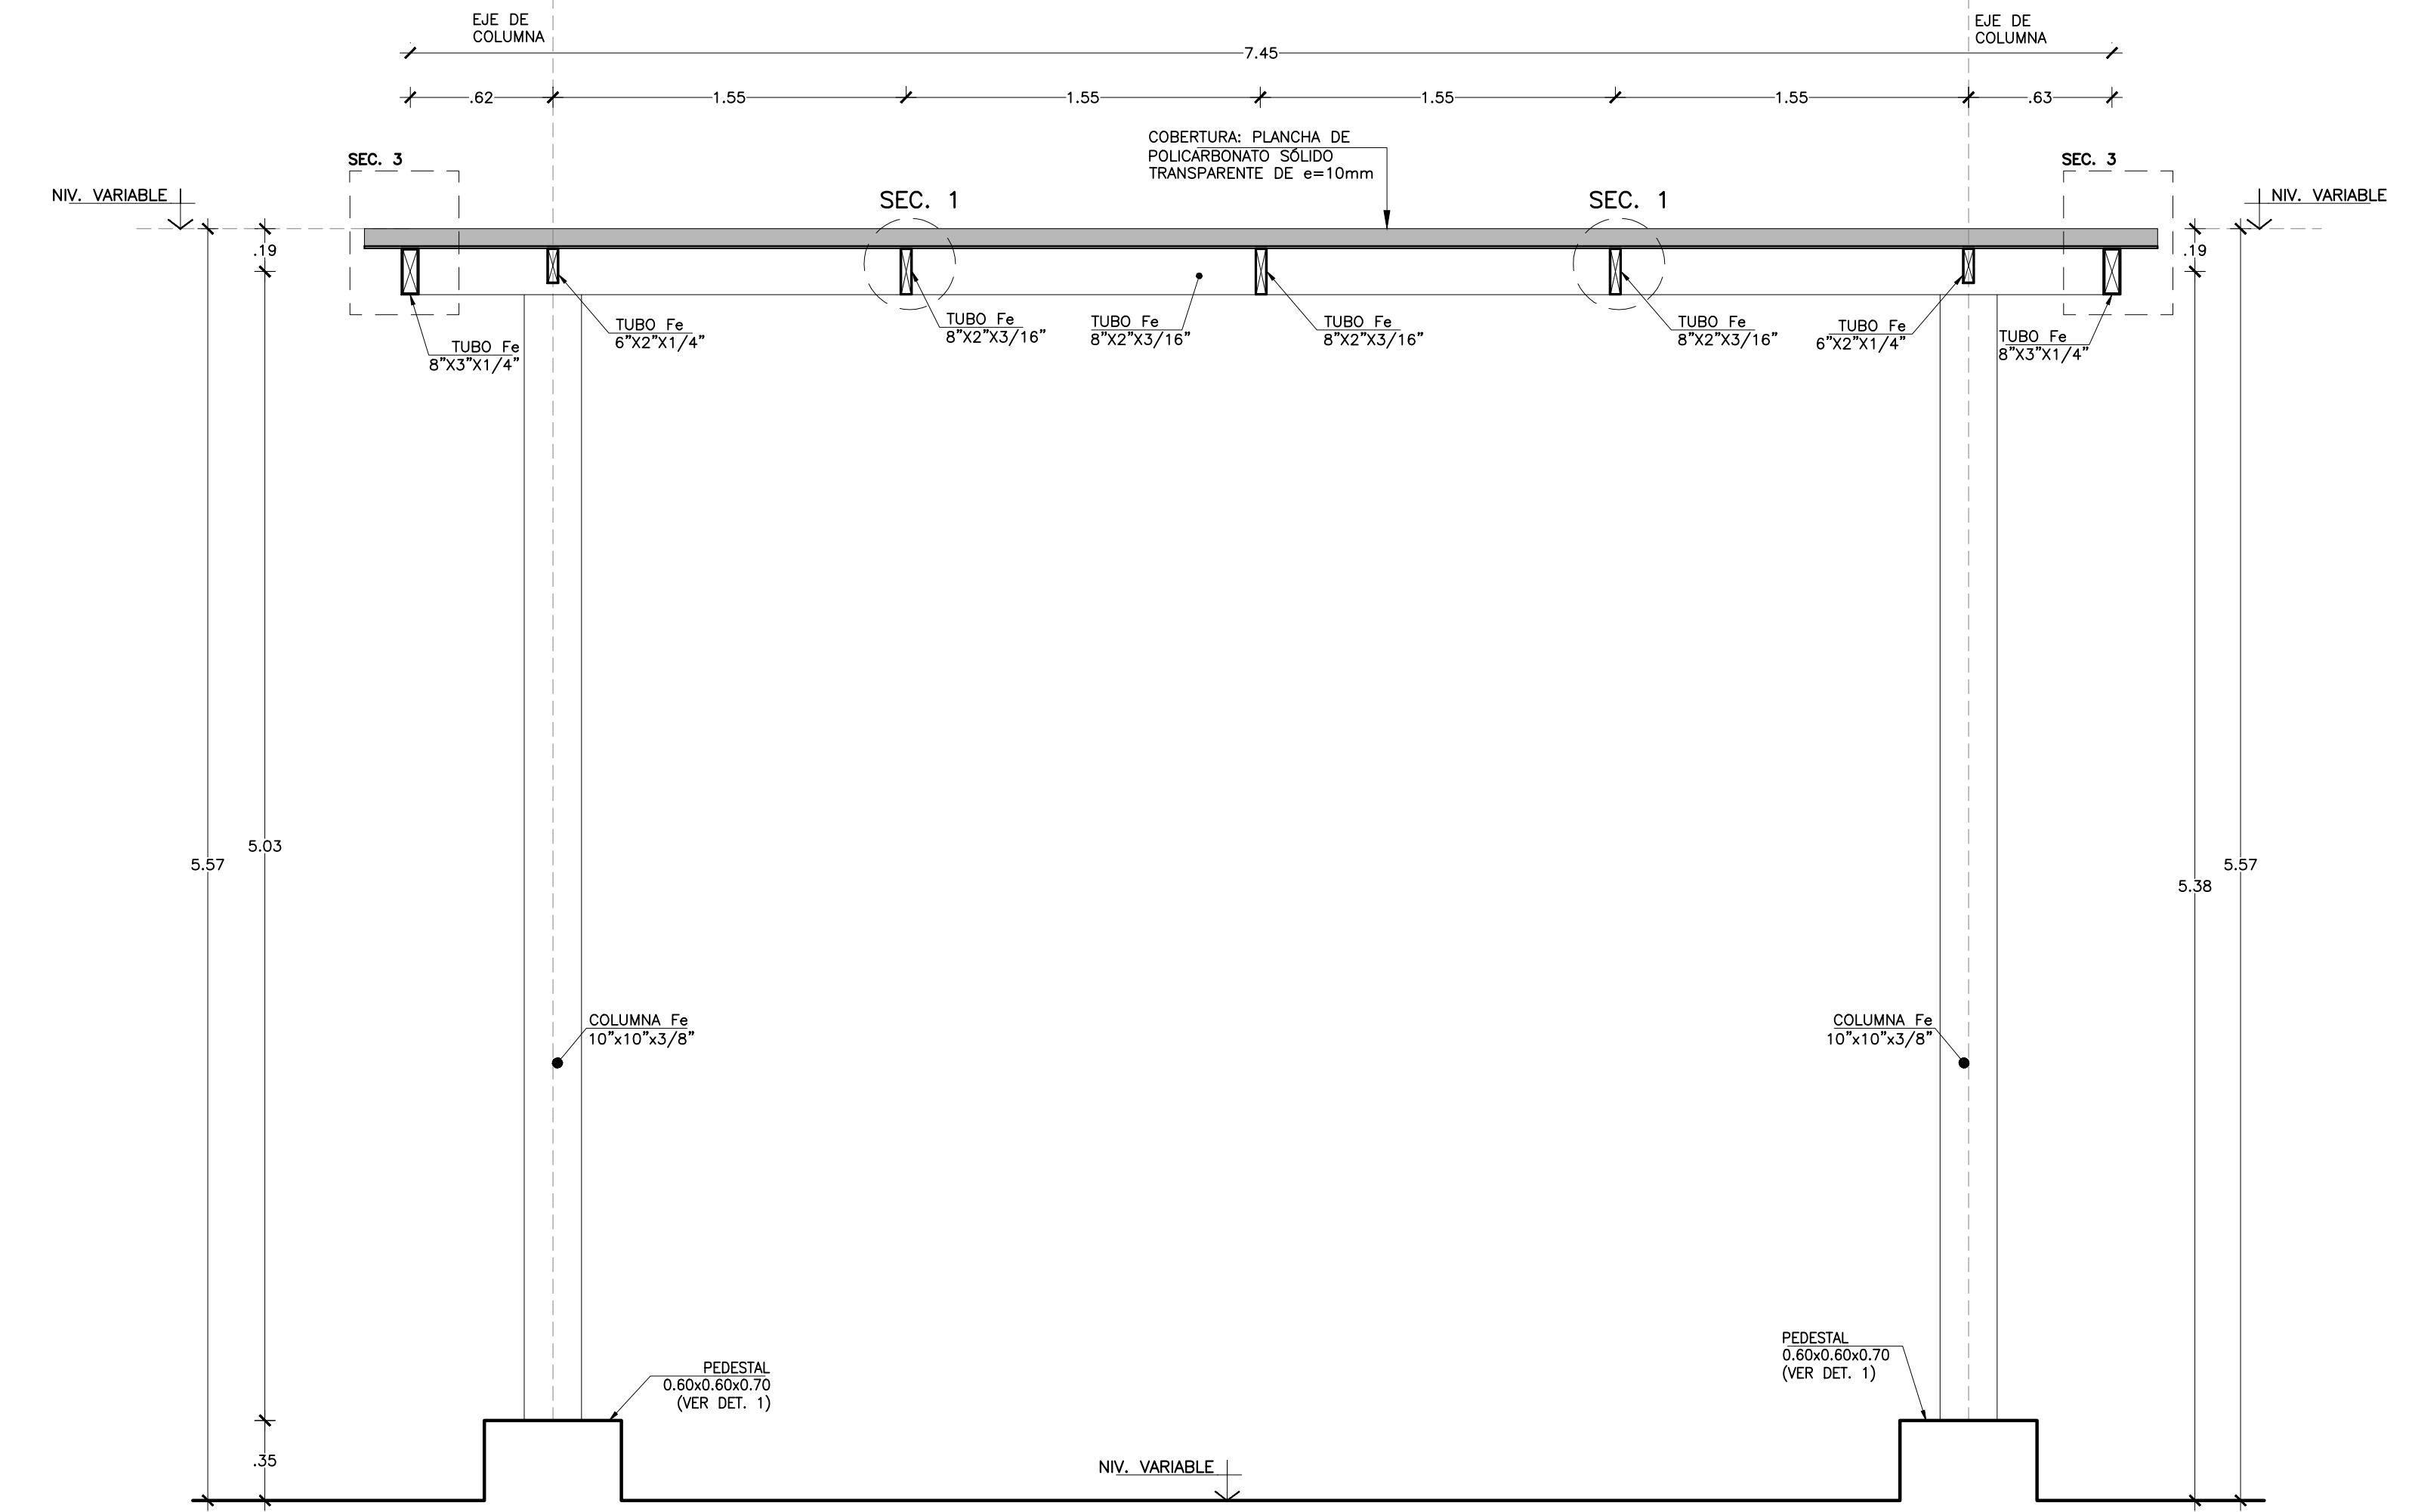 EJE DE
COLUMNA
EJE DE
COLUMNA
7.45
.62
1.55
1.55
1.55
1.55
.63
COBERTURA: PLANCHA DE
POLICARBONATO SÓLIDO
TRANSPARENTE DE e=10mm
SEC. 3
SEC. 3
NIV. VARIABLE
SEC. 1
SEC. 1
NIV. VARIABLE
.19
.19
TUBO Fe
8"X3"X1/4"
TUBO Fe
6"X2"X1/4"
TUBO Fe
8"X2"X3/16"
TUBO Fe
8"X2"X3/16"
TUBO Fe
8"X2"X3/16"
TUBO Fe
8"X2"X3/16"
TUBO Fe
6"X2"X1/4"
TUBO Fe
8"X3"X1/4"
5.57
5.03
5.38
5.57
COLUMNA Fe
10"x10"x3/8"
COLUMNA Fe
10"x10"x3/8"
PEDESTAL
0.60x0.60x0.70
(VER DET. 1)
PEDESTAL
0.60x0.60x0.70
(VER DET. 1)
.35
NIV. VARIABLE